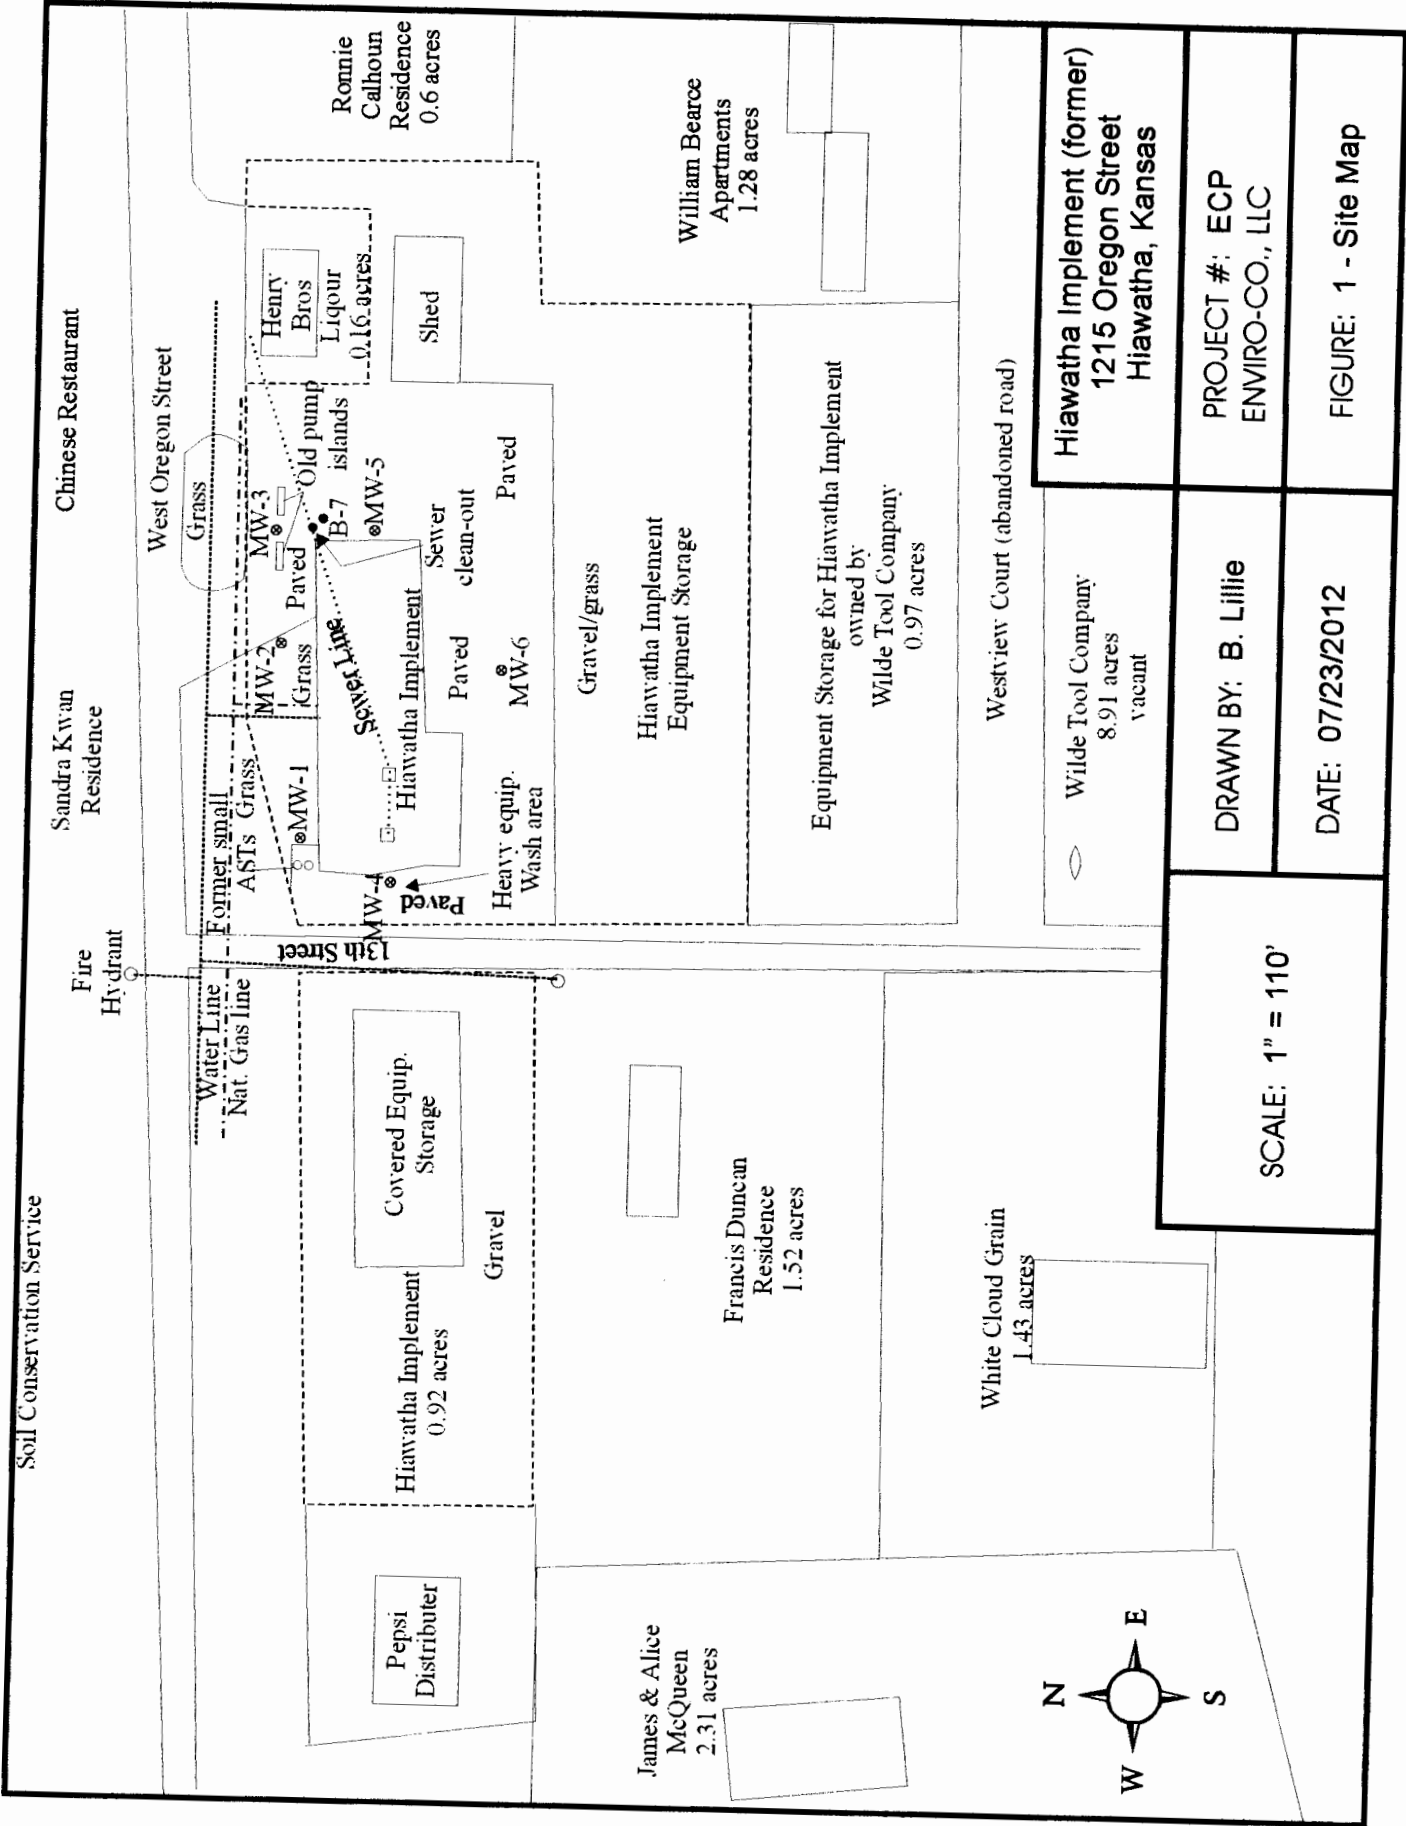 Soil Conservation Service
Fire
Hydrant
Sandra Kwan
Residence
Chinese Restaurant
West Oregon Street
Grass
Water Line
Nat. Gas line
Former small
ASTs
Grass
MW-1
MW-2
Grass
Paved
MW-3
Old pump
islands
B-7
MW-5
Henry
Bros
Liqour
0.16 acres
Shed
Ronnie
Calhoun
Residence
0.6 acres
Sewer Line
Hiawatha Implement
Sewer
clean-out
MW-4
Paved
13th Street
Heavy equip.
Wash area
Paved
MW-6
Paved
Gravel/grass
Hiawatha Implement
Equipment Storage
William Bearce
Apartments
1.28 acres
Pepsi
Distributer
Hiawatha Implement
0.92 acres
Covered Equip.
Storage
Gravel
James & Alice
McQueen
2.31 acres
Francis Duncan
Residence
1.52 acres
Equipment Storage for Hiawatha Implement
owned by
Wilde Tool Company
0.97 acres
White Cloud Grain
1.43 acres
Westview Court (abandoned road)
Wilde Tool Company
8.91 acres
vacant
N
W
E
S
Hiawatha Implement (former)
1215 Oregon Street
Hiawatha, Kansas
SCALE: 1" = 110'
DRAWN BY: B. Lillie
PROJECT #: ECP
ENVIRO-CO., LLC
DATE: 07/23/2012
FIGURE: 1 - Site Map